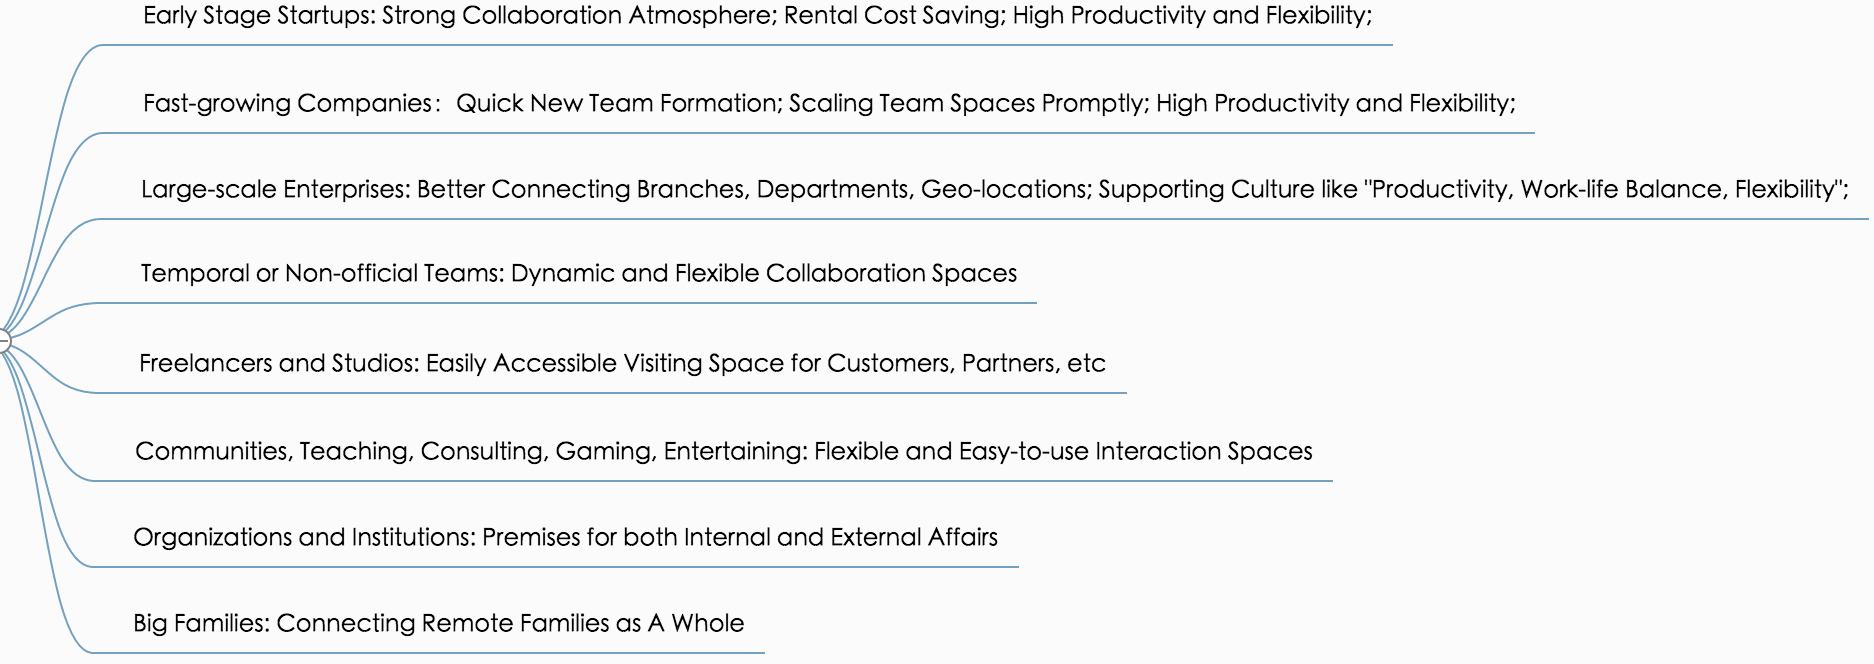 Early Stage Startups: Strong Collaboration Atmosphere; Rental Cost Saving; High Productivity and Flexibility;
Fast-growing Companies： Quick New Team Formation; Scaling Team Spaces Promptly; High Productivity and Flexibility;
Large-scale Enterprises: Better Connecting Branches, Departments, Geo-locations; Supporting Culture like "Productivity, Work-life Balance, Flexibility";
Temporal or Non-official Teams: Dynamic and Flexible Collaboration Spaces
Freelancers and Studios: Easily Accessible Visiting Space for Customers, Partners, etc
Communities, Teaching, Consulting, Gaming, Entertaining: Flexible and Easy-to-use Interaction Spaces
Organizations and Institutions: Premises for both Internal and External Affairs
Big Families: Connecting Remote Families as A Whole